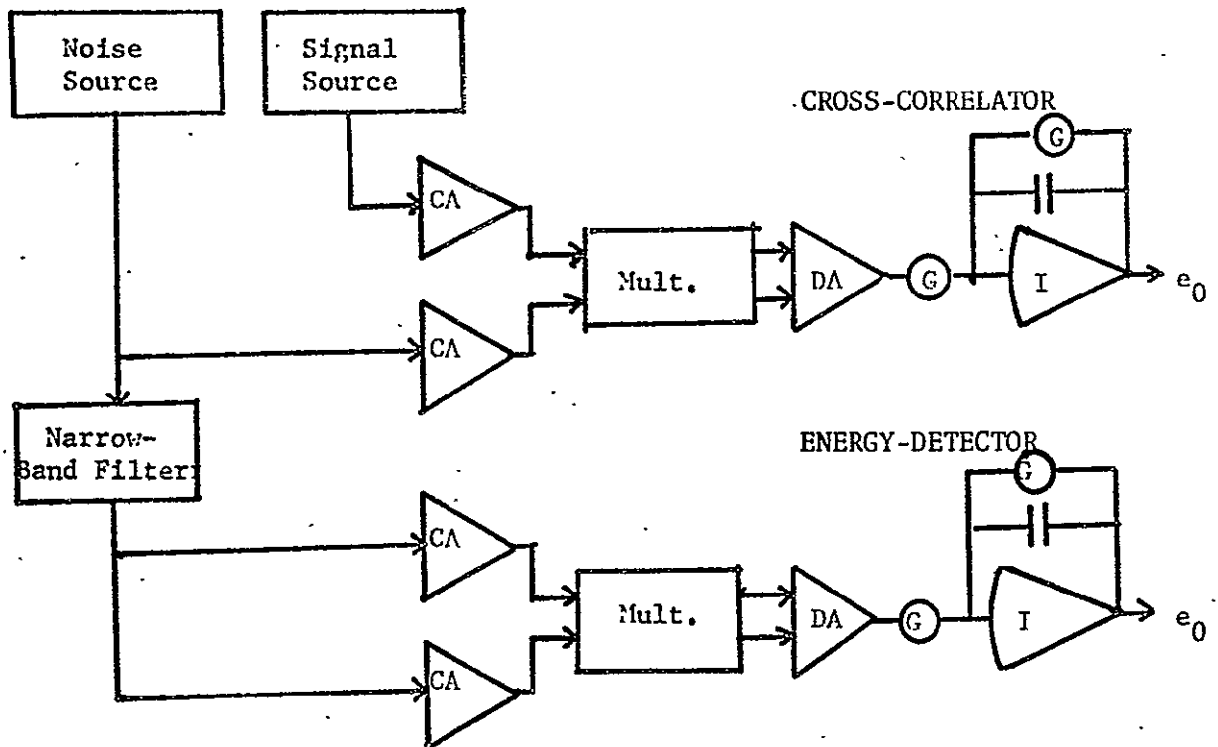 Noise
Source
Signal
Source
CROSS-CORRELATOR
G
CA
Mult.
DA
G
I
e0
CA
Narrow-
Band Filter
ENERGY-DETECTOR
G
CA
Mult.
DA
G
I
e0
CA